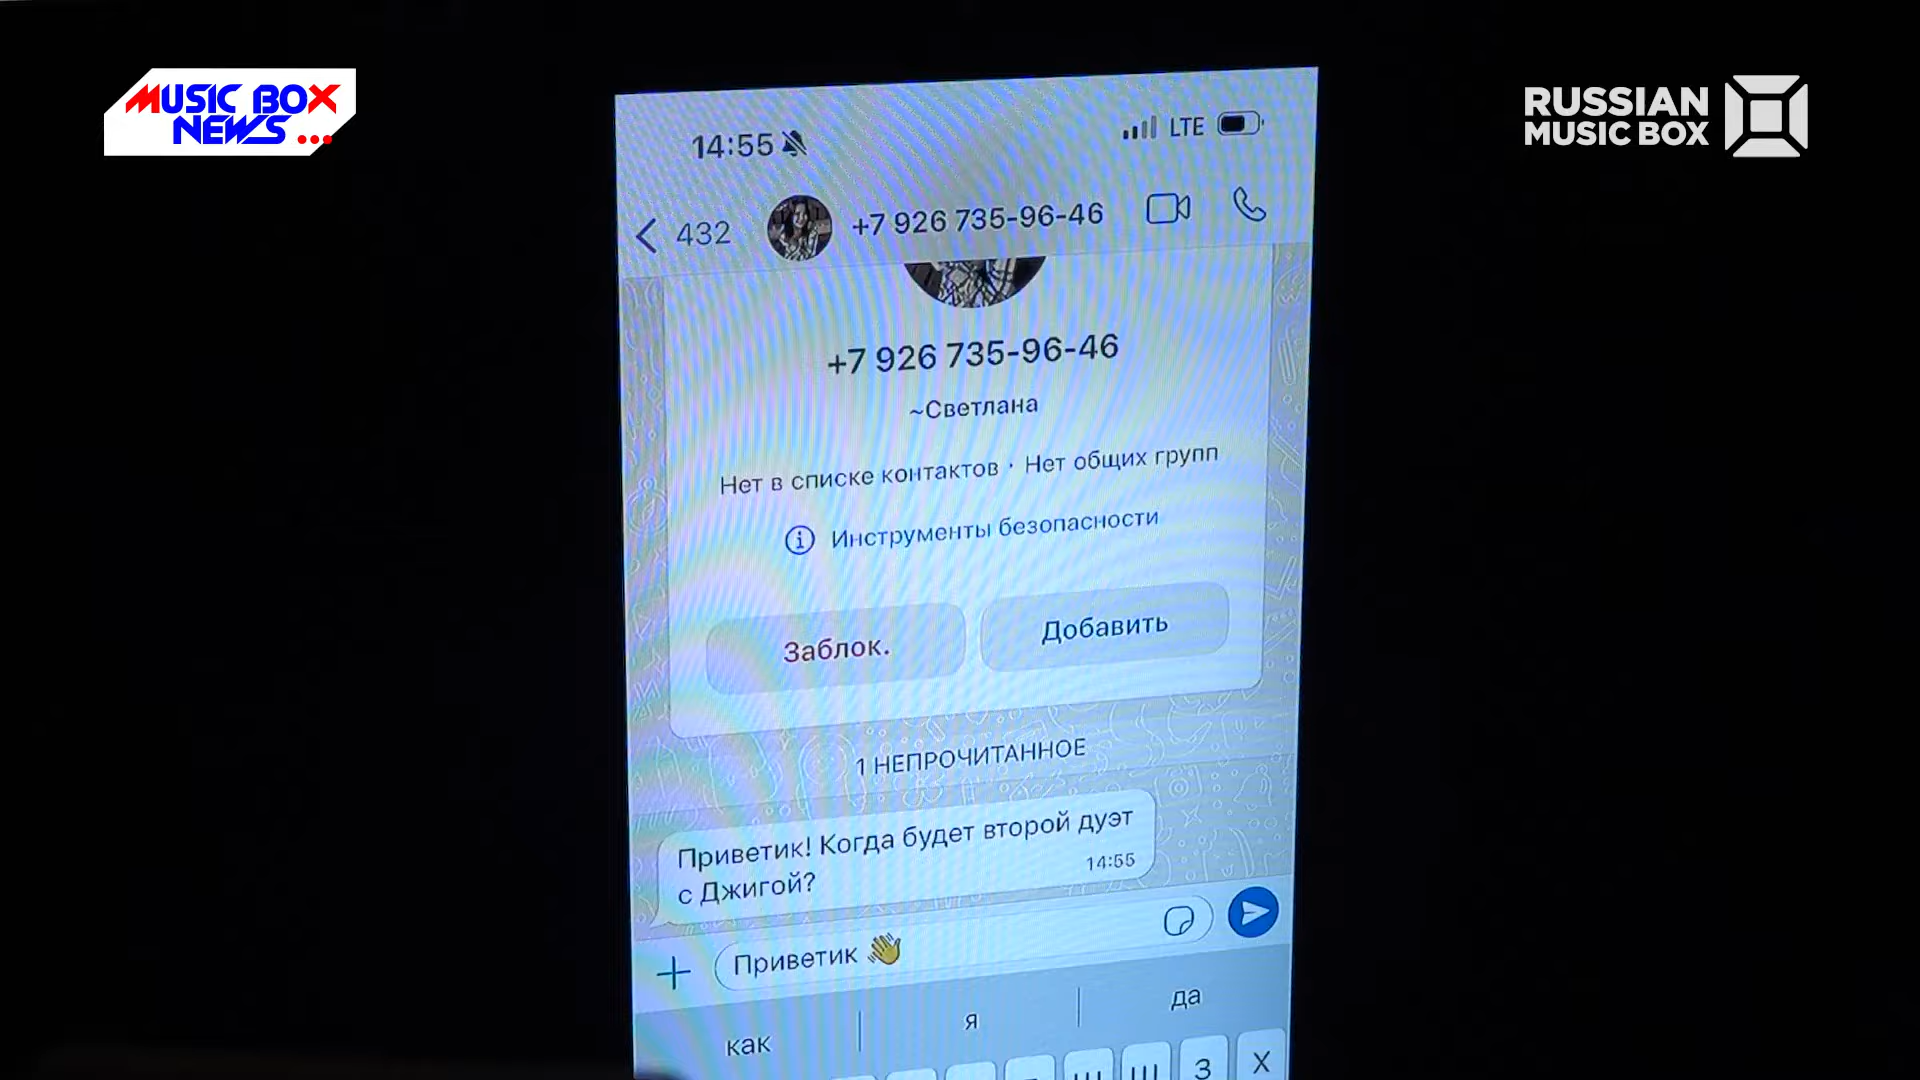 MUSIC BOX
NEWS...
RUSSIAN
MUSIC BOX
14:55
LTE
432
+7 926 735-96-46
+7 926 735-96-46
~Светлана
Нет в списке контактов · Нет общих групп
Инструменты безопасности
Заблок.
Добавить
1 НЕПРОЧИТАННОЕ
Приветик! Когда будет второй дуэт
с Джигой?
14:55
Приветик 👋
как
я
да
З
Х